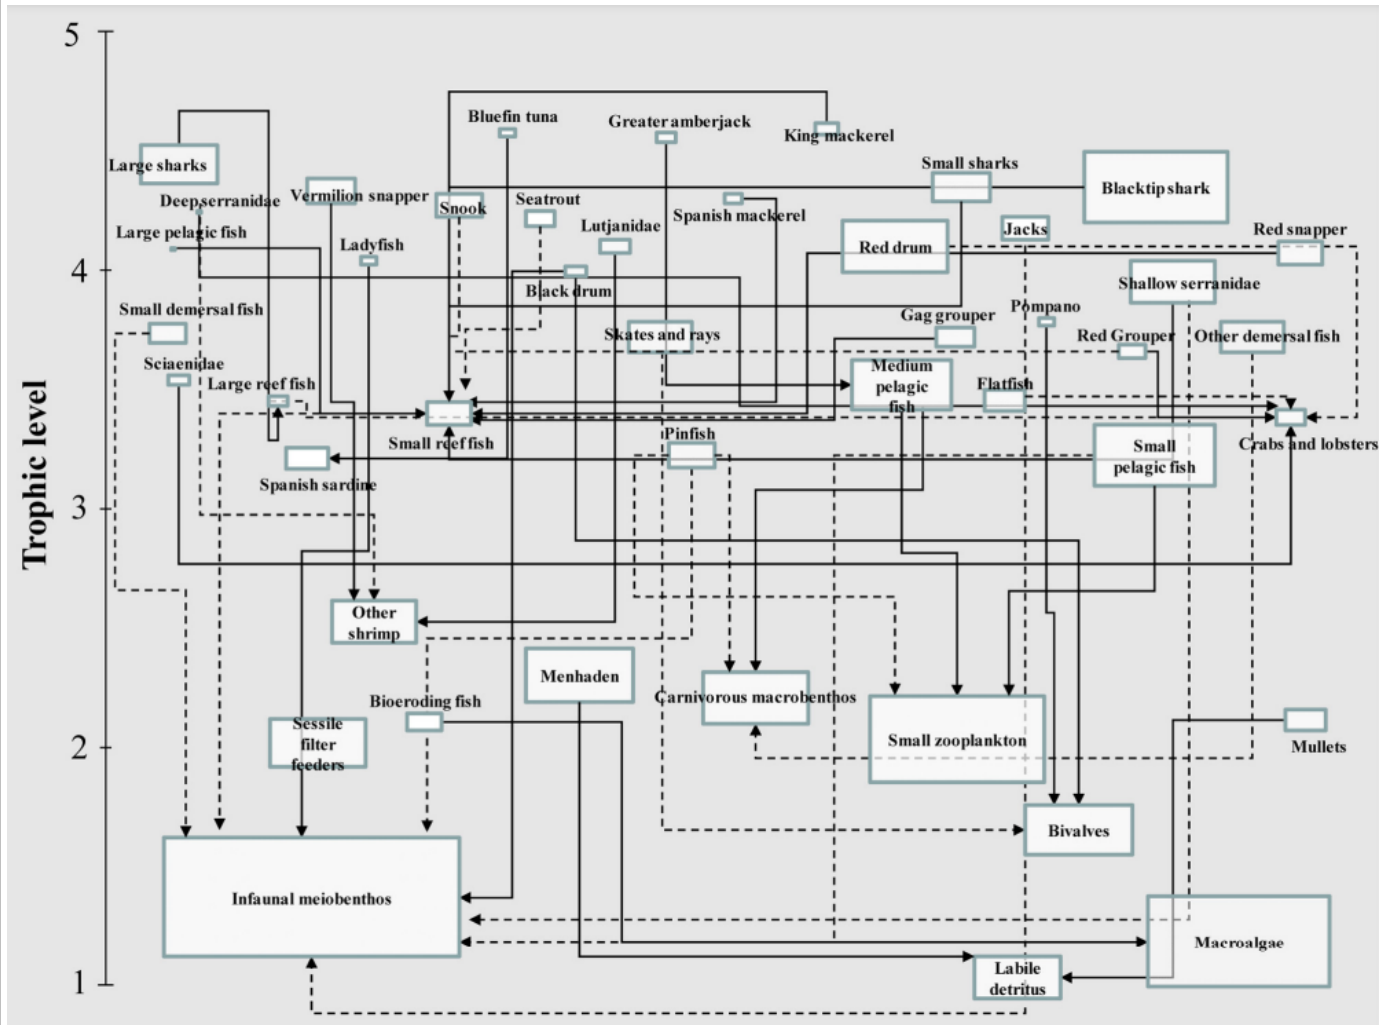 5
Bluefin tuna
Greater amberjack
King mackerel
Large sharks
Small sharks
Blacktip shark
Vermilion snapper
Deep serranidae
Snook
Seatrout
Spanish mackerel
Large pelagic fish
Ladyfish
Lutjanidae
Jacks
Red drum
Red snapper
4
Black drum
Shallow serranidae
Small demersal fish
Skates and rays
Gag grouper
Pompano
Red Grouper
Other demersal fish
Sciaenidae
Large reef fish
Medium
pelagic
fish
Flatfish
Trophic level
Small reef fish
Pinfish
Crabs and lobsters
Small
pelagic fish
Spanish sardine
3
Other
shrimp
Menhaden
Carnivorous macrobenthos
Bioeroding fish
Sessile
filter
feeders
Small zooplankton
2
Mullets
Bivalves
Infaunal meiobenthos
Macroalgae
Labile
detritus
1